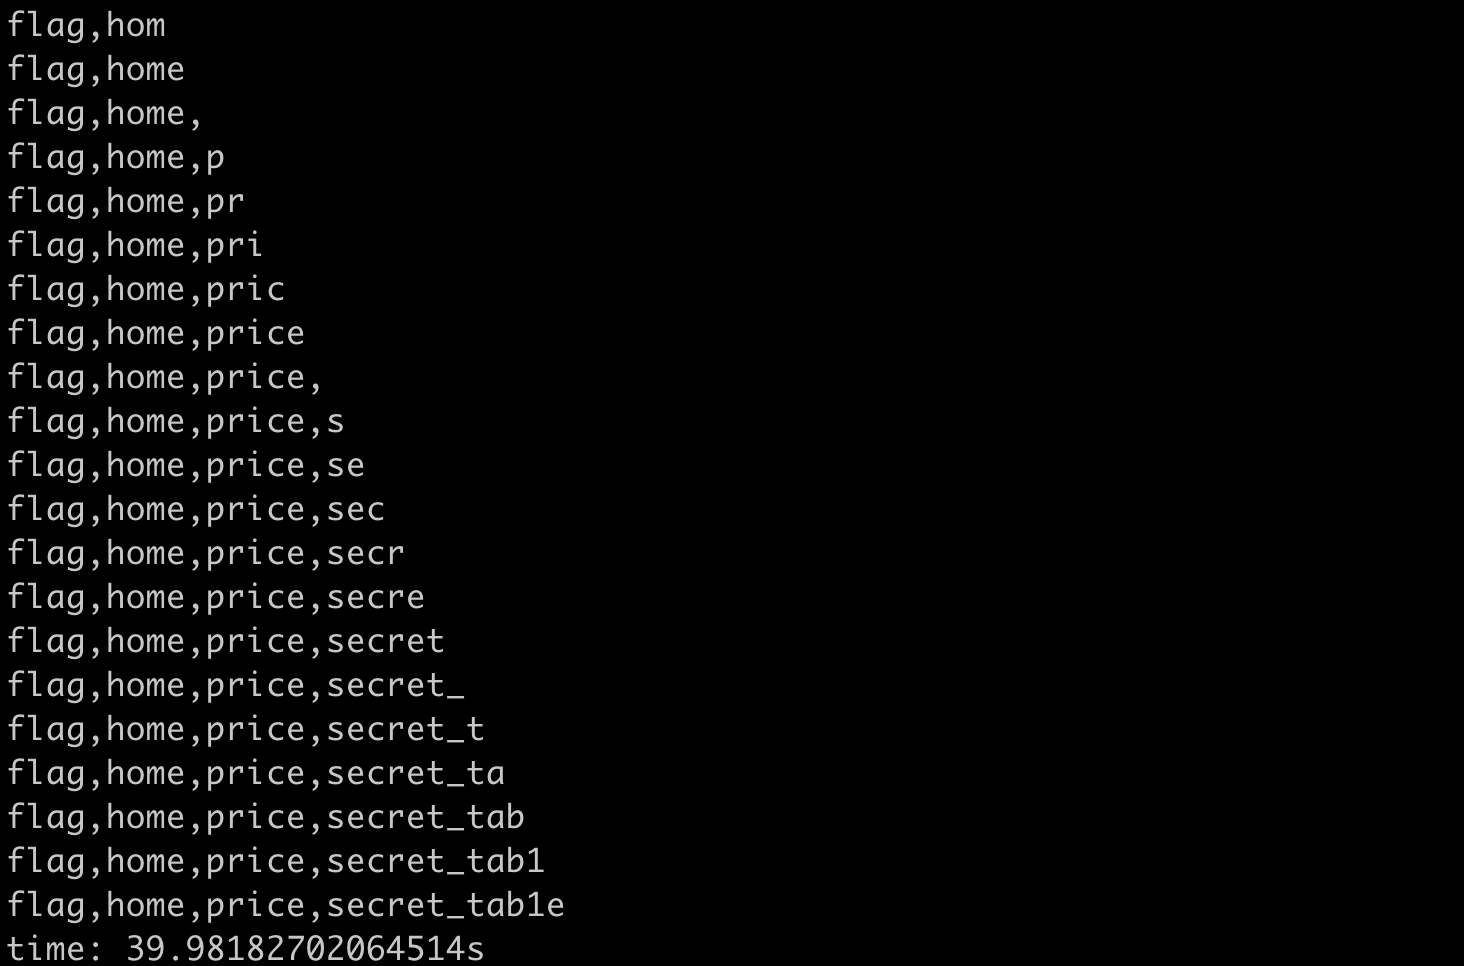 flag,hom
flag,home
flag,home,
flag,home,p
flag,home,pr
flag,home,pri
flag,home,pric
flag,home,price
flag,home,price,
flag,home,price,s
flag,home,price,se
flag,home,price,sec
flag,home,price,secr
flag,home,price,secre
flag,home,price,secret
flag,home,price,secret_
flag,home,price,secret_t
flag,home,price,secret_ta
flag,home,price,secret_tab
flag,home,price,secret_tab1
flag,home,price,secret_tab1e
time: 39.98182702064514s